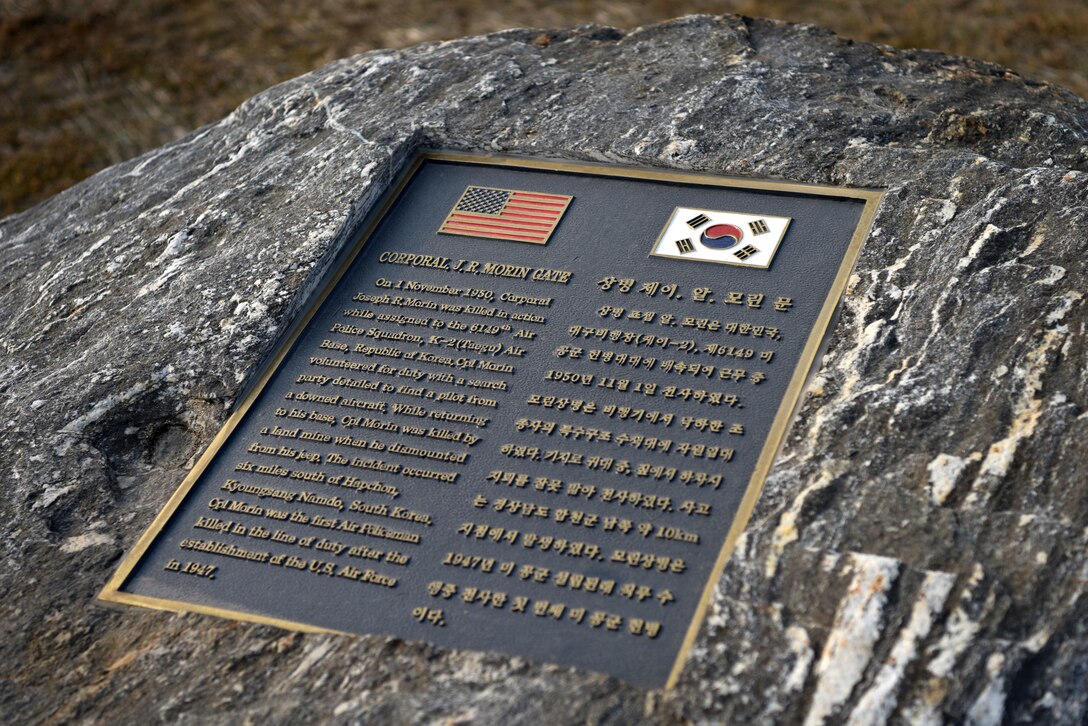 CORPORAL, J. R. MORIN GATE
On 1 November 1950, Corporal
Joseph R.Morin was killed in action
while assigned to the 6149th Air
Police Squadron, K-2 (Taegu) Air
Base, Republic of Korea.Cpl Morin
volunteered for duty with a search
party detailed to find a pilot from
a downed aircraft. While returning
to his base, Cpl Morin was killed by
a land mine when he dismounted
from his jeep. The incident occurred
six miles south of Hapchon,
Kyoungsang Namdo, South Korea.
Cpl Morin was the first Air Policeman
killed in the line of duty after the
establishment of the U.S. Air Force
in 1947.
상병 제이. 알. 모린 문
상병 죠셉 알. 모린은 대한민국,
대구비행장(케이-2), 제6149 미
공군 헌병대대에 배속되어 근무 중
1950년 11월 1일 전사하였다.
모린상병은 비행기에서 낙하한 조
종사의 특수구조 수색대에 자원입대
하였다. 기지로 귀대 중, 짚에서 하차시
지뢰를 잘못 밟아 전사하였다. 사고
는 경상남도 합천군 남쪽 약 10km
지점에서 발생하였다. 모린상병은
1947년 미 공군 설립된래 최무 수
행중 전사한 첫 번째 미 공군 헌병
이다.